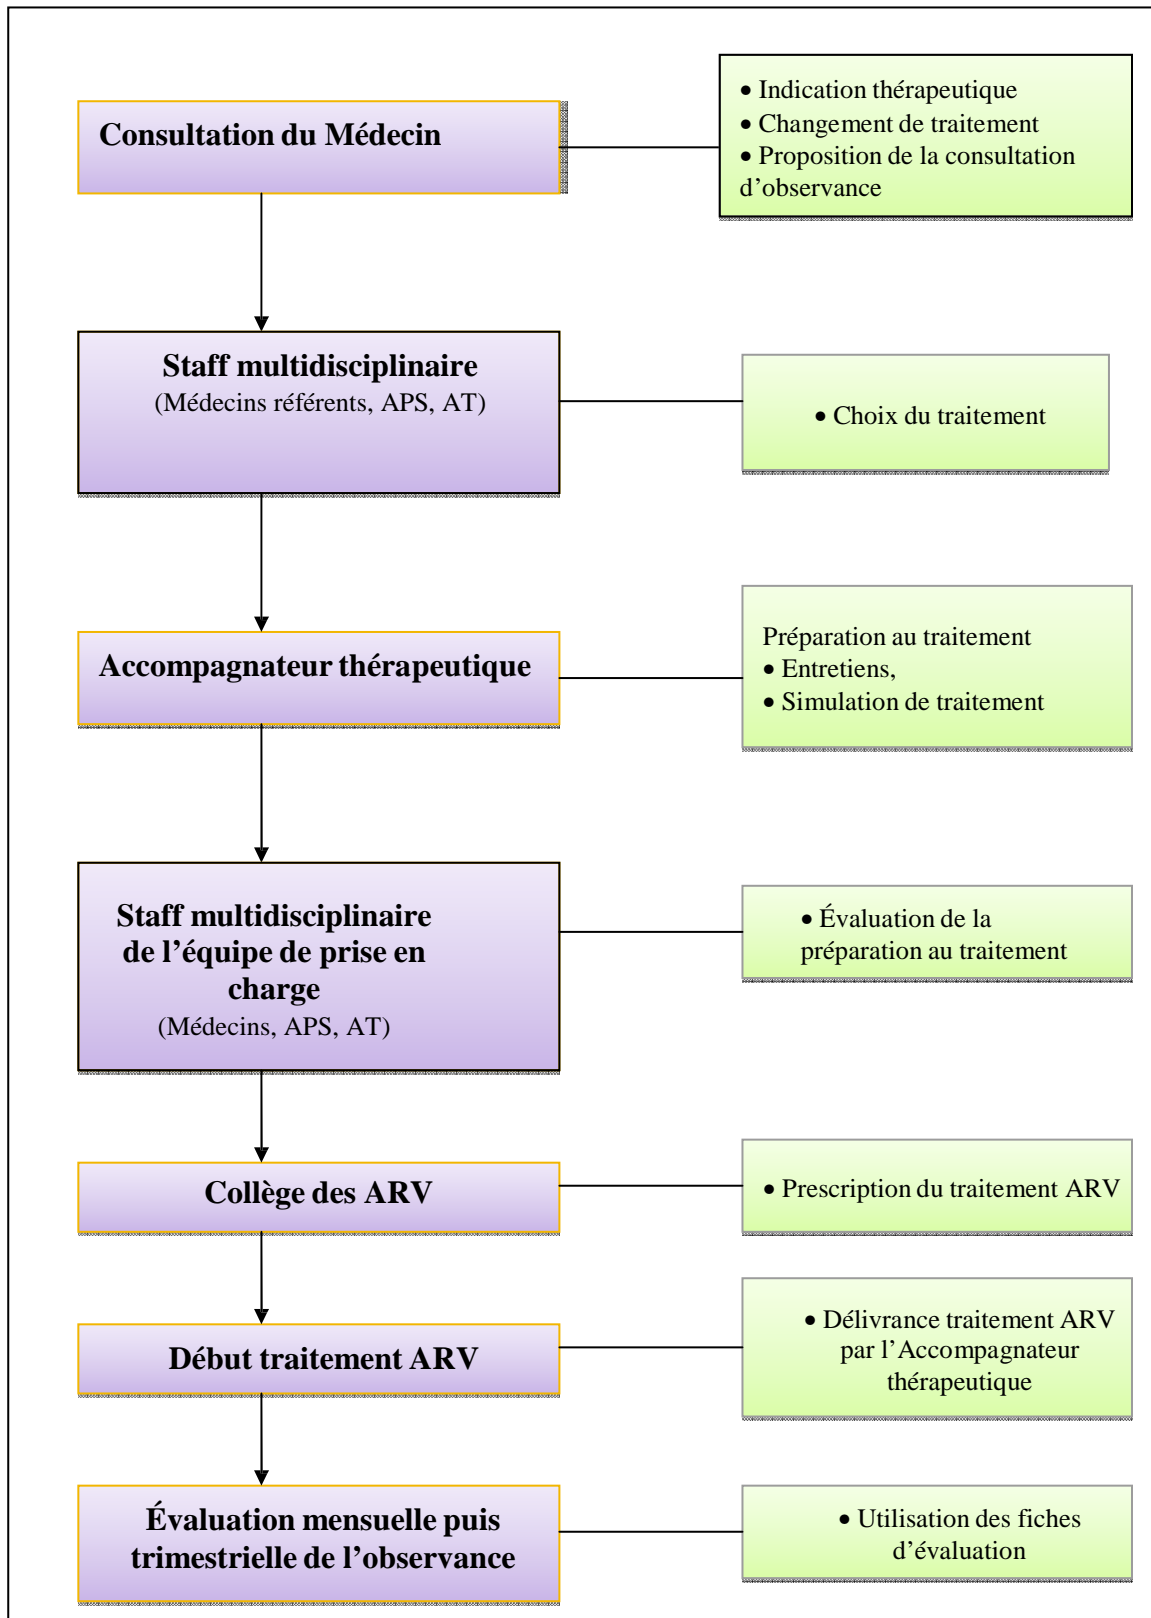 Consultation du Médecin
• Indication thérapeutique
• Changement de traitement
• Proposition de la consultation
d’observance
Staff multidisciplinaire
(Médecins référents, APS, AT)
• Choix du traitement
Accompagnateur thérapeutique
Préparation au traitement
• Entretiens,
• Simulation de traitement
Staff multidisciplinaire
de l’équipe de prise en
charge
(Médecins, APS, AT)
• Évaluation de la
préparation au traitement
Collège des ARV
• Prescription du traitement ARV
Début traitement ARV
• Délivrance traitement ARV
par l’Accompagnateur
thérapeutique
Évaluation mensuelle puis
trimestrielle de l’observance
• Utilisation des fiches
d’évaluation